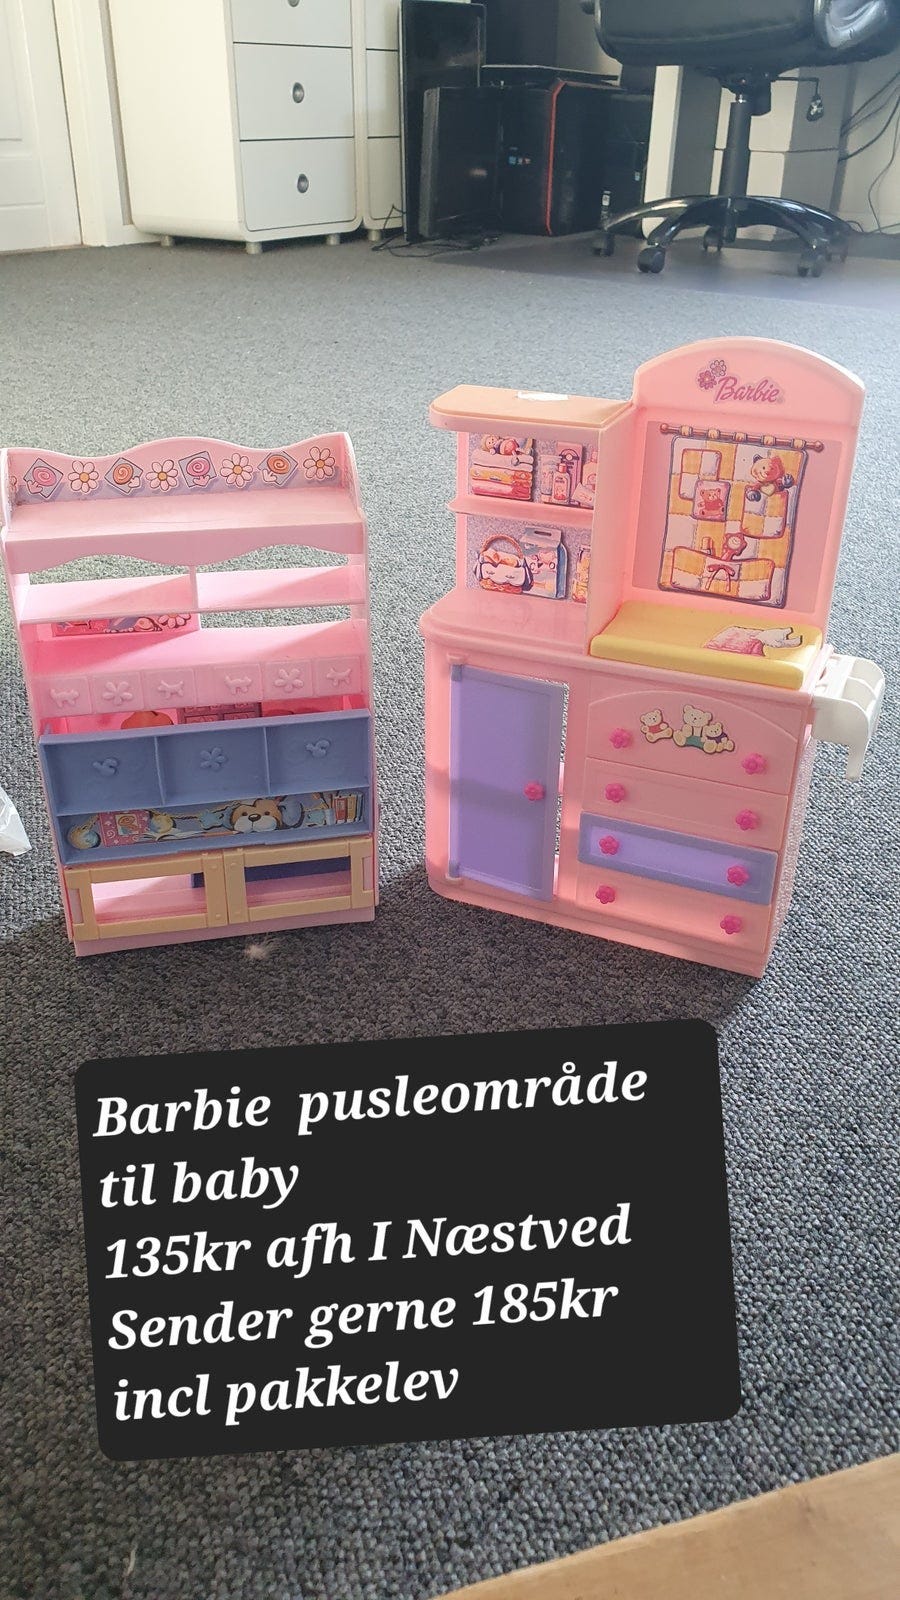 Barbie
Barbie pusleområde
til baby
135kr afh I Næstved
Sender gerne 185kr
incl pakkelev